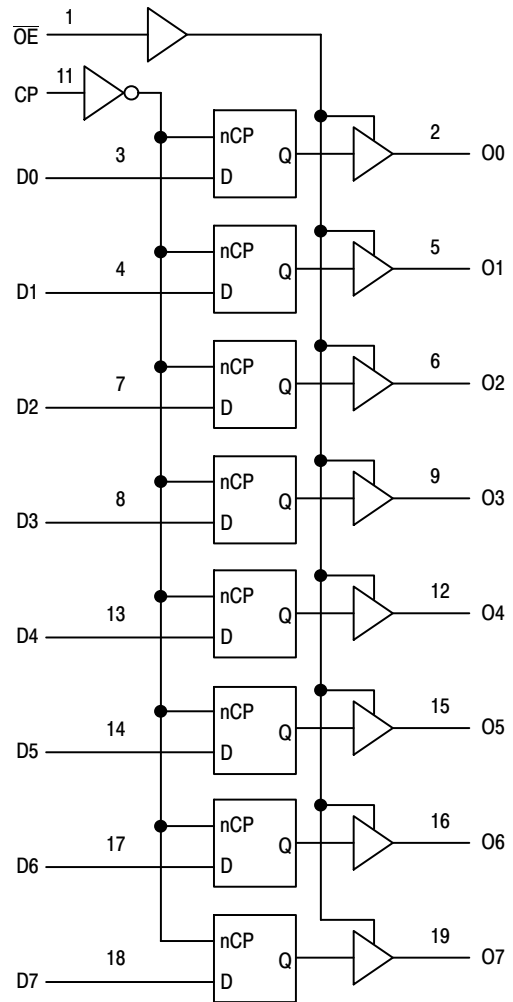 O̅E̅ 1
CP 11
nCP
D0 3 D Q 2 O0
nCP
D1 4 D Q 5 O1
nCP
D2 7 D Q 6 O2
nCP
D3 8 D Q 9 O3
nCP
D4 13 D Q 12 O4
nCP
D5 14 D Q 15 O5
nCP
D6 17 D Q 16 O6
nCP
D7 18 D Q 19 O7